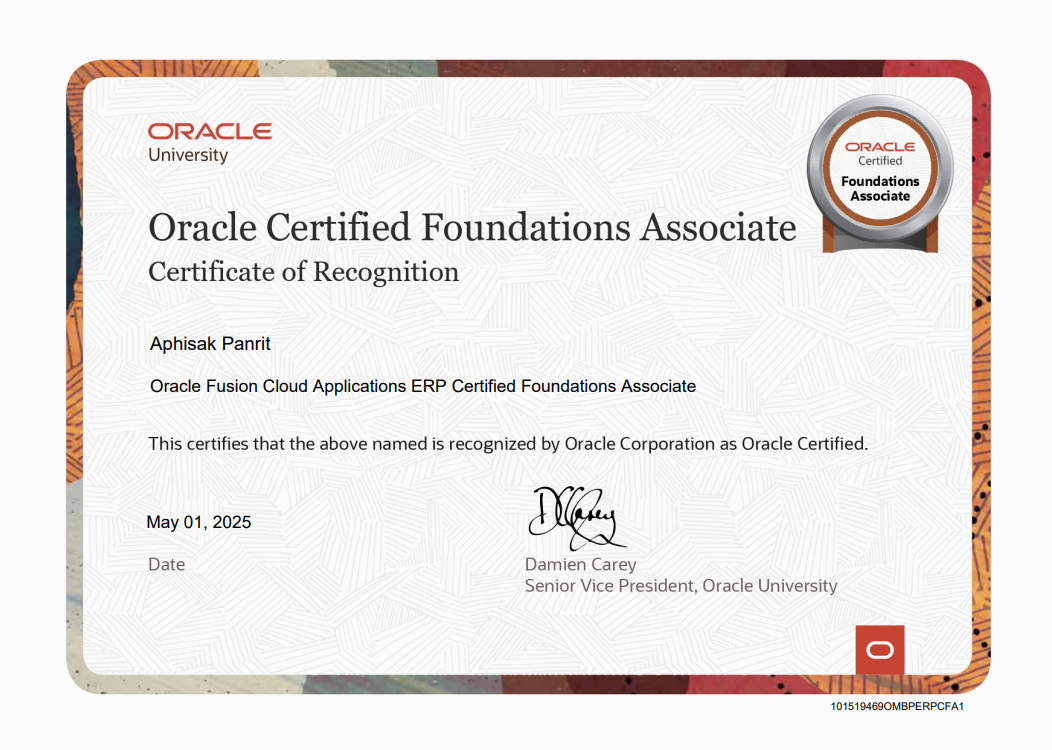 ORACLE
University
ORACLE
Certified
Foundations
Associate
Oracle Certified Foundations Associate
Certificate of Recognition
Aphisak Panrit
Oracle Fusion Cloud Applications ERP Certified Foundations Associate
This certifies that the above named is recognized by Oracle Corporation as Oracle Certified.
May 01, 2025
Date
DCarey
Damien Carey
Senior Vice President, Oracle University
101519469OMBPERPCFA1